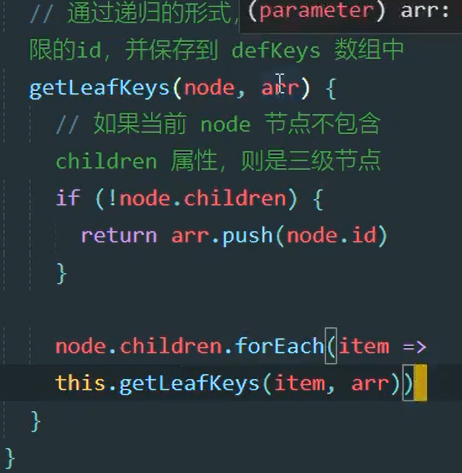 // 通过递归的形式,
(parameter) arr:
限的id，并保存到 defKeys 数组中
getLeafKeys(node, arr) {
// 如果当前 node 节点不包含
children 属性，则是三级节点
if (!node.children) {
return arr.push(node.id)
}
node.children.forEach(item =>
this.getLeafKeys(item, arr))
}
}